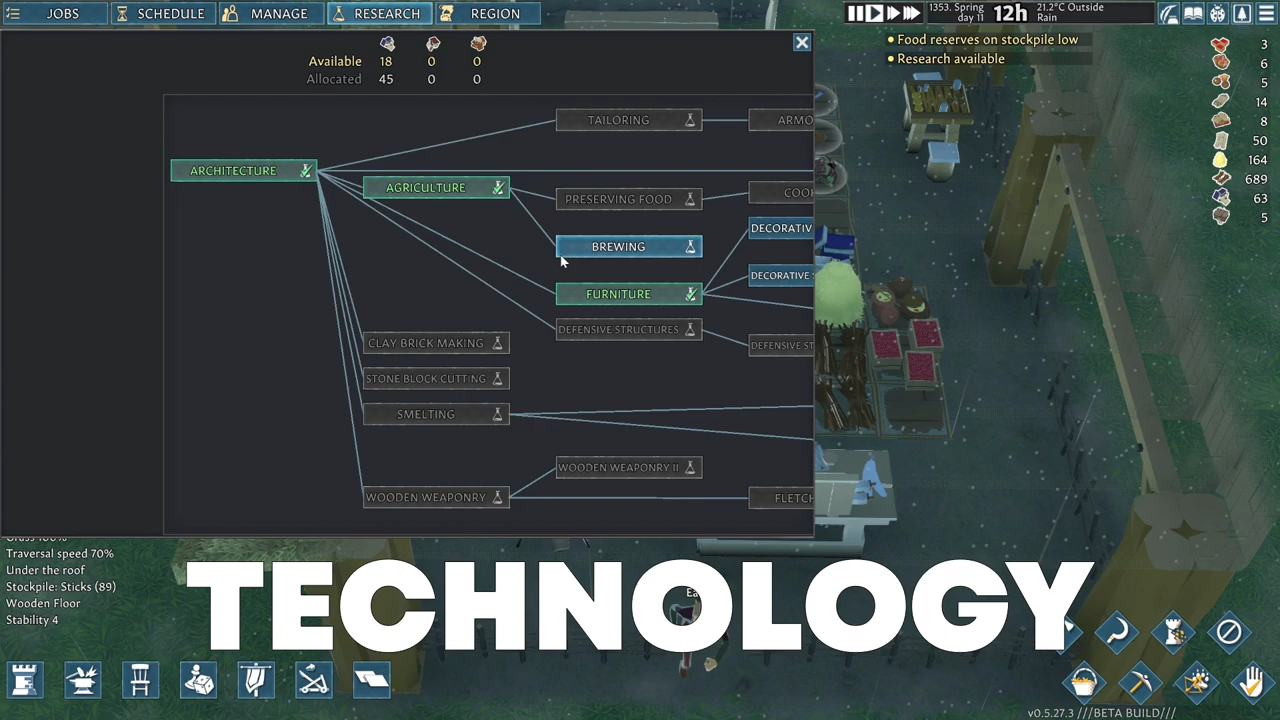 JOBS
SCHEDULE
MANAGE
RESEARCH
REGION
1353. Spring
day 11
12h
21.2°C Outside
Rain
Available 18 0 0
Allocated 45 0 0
Food reserves on stockpile low
Research available
3
6
5
14
8
50
164
689
63
5
TAILORING
ARMO
ARCHITECTURE
AGRICULTURE
PRESERVING FOOD
COO
DECORATIV
BREWING
DECORATIVE S
FURNITURE
DEFENSIVE STRUCTURES
CLAY BRICK MAKING
DEFENSIVE ST
STONE BLOCK CUTTING
SMELTING
WOODEN WEAPONRY II
WOODEN WEAPONRY
FLETCH
Grass 100%
Traversal speed 70%
Under the roof
Stockpile: Sticks (89)
Wooden Floor
Stability 4
Ea
TECHNOLOGY
v0.5.27.3 ///BETA BUILD///